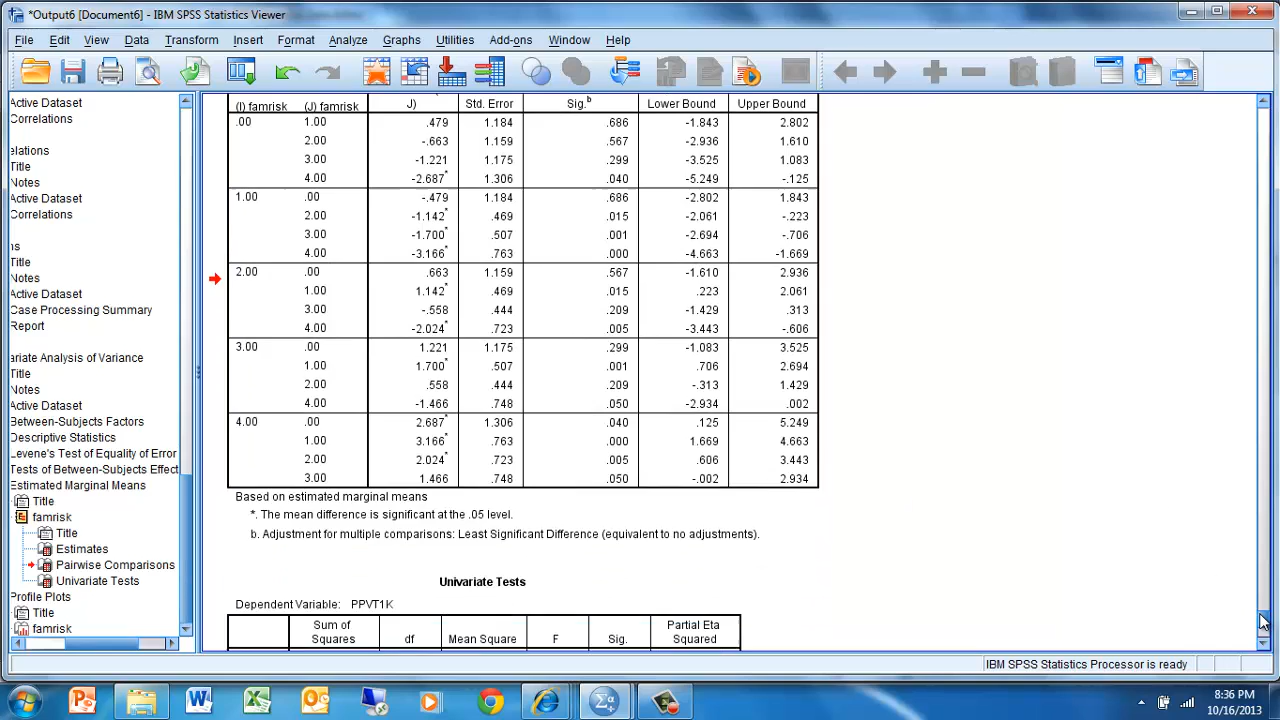 *Output6 [Document6] - IBM SPSS Statistics Viewer
File Edit View Data Transform Insert Format Analyze Graphs Utilities Add-ons Window Help
Active Dataset
Correlations
elations
Title
Notes
Active Dataset
Correlations
ns
Title
Notes
Active Dataset
Case Processing Summary
Report
ariate Analysis of Variance
Title
Notes
Active Dataset
Between-Subjects Factors
Descriptive Statistics
Levene's Test of Equality of Error
Tests of Between-Subjects Effect
Estimated Marginal Means
Title
famrisk
Title
Estimates
Pairwise Comparisons
Univariate Tests
Profile Plots
Title
famrisk
(I) famrisk (J) famrisk J) Std. Error Sig.b Lower Bound Upper Bound
.00 1.00 .479 1.184 .686 -1.843 2.802
2.00 -.663 1.159 .567 -2.936 1.610
3.00 -1.221 1.175 .299 -3.525 1.083
4.00 -2.687* 1.306 .040 -5.249 -.125
1.00 .00 -.479 1.184 .686 -2.802 1.843
2.00 -1.142* .469 .015 -2.061 -.223
3.00 -1.700* .507 .001 -2.694 -.706
4.00 -3.166* .763 .000 -4.663 -1.669
2.00 .00 .663 1.159 .567 -1.610 2.936
1.00 1.142* .469 .015 .223 2.061
3.00 -.558 .444 .209 -1.429 .313
4.00 -2.024* .723 .005 -3.443 -.606
3.00 .00 1.221 1.175 .299 -1.083 3.525
1.00 1.700* .507 .001 .706 2.694
2.00 .558 .444 .209 -.313 1.429
4.00 -1.466 .748 .050 -2.934 .002
4.00 .00 2.687* 1.306 .040 .125 5.249
1.00 3.166* .763 .000 1.669 4.663
2.00 2.024* .723 .005 .606 3.443
3.00 1.466 .748 .050 -.002 2.934
Based on estimated marginal means
*. The mean difference is significant at the .05 level.
b. Adjustment for multiple comparisons: Least Significant Difference (equivalent to no adjustments).
Univariate Tests
Dependent Variable: PPVT1K
Sum of Squares df Mean Square F Sig. Partial Eta Squared
IBM SPSS Statistics Processor is ready
8:36 PM
10/16/2013